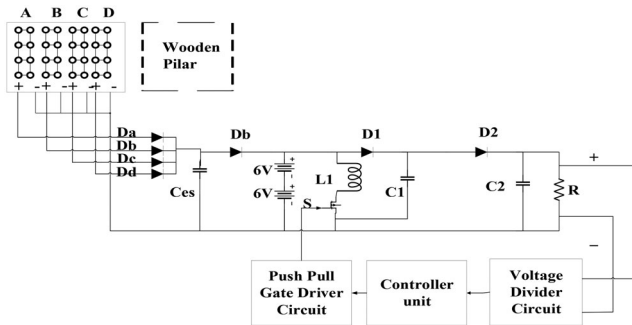 A B C D
Wooden
Pilar
+ - + - + - + -
Da
Db
Dc
Dd
Ces
Db
6V
6V
+
-
+
-
L1
S
D1
C1
D2
C2
R
+
–
Push Pull
Gate Driver
Circuit
Controller
unit
Voltage
Divider
Circuit